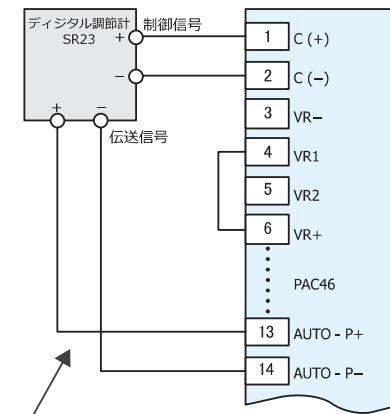 ディジタル調節計
SR23
+
−
制御信号
+
−
伝送信号
1 C (+)
2 C (−)
3 VR−
4 VR1
5 VR2
6 VR+
PAC46
13 AUTO - P+
14 AUTO - P−